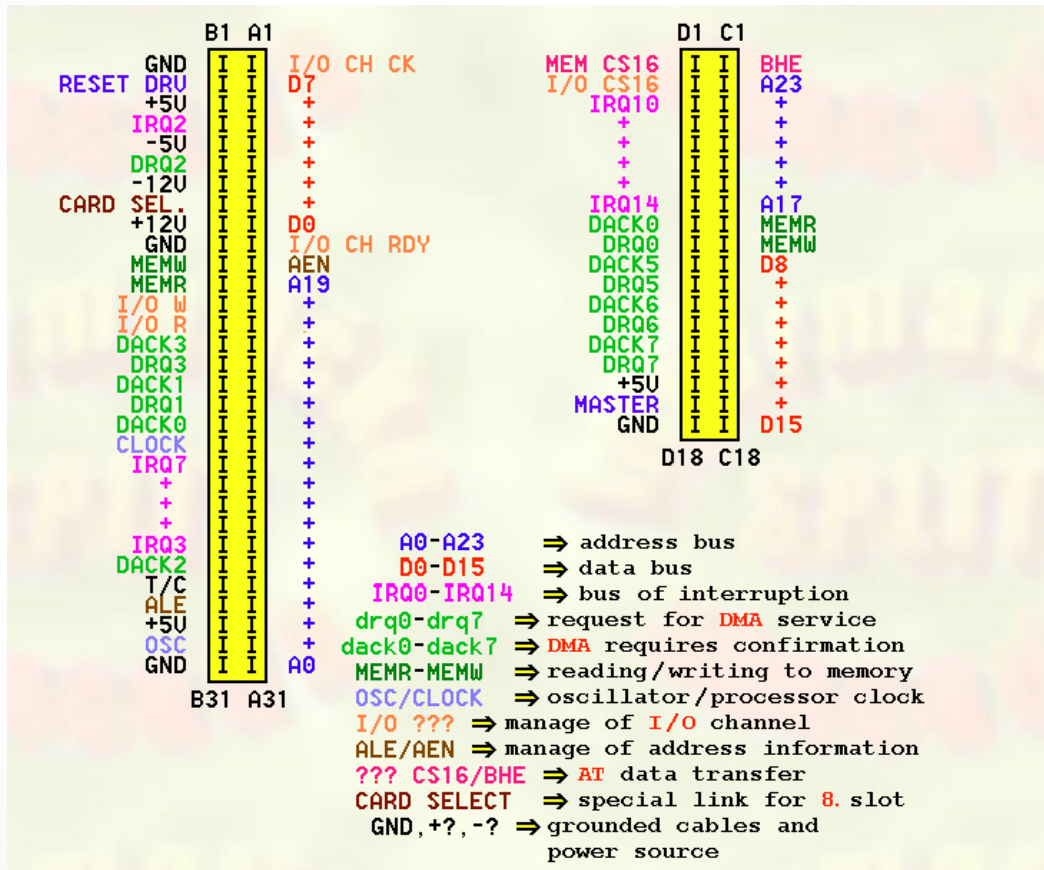 B1 A1 D1 C1
GND I I I/O CH CK MEM CS16 I I BHE
RESET DRV I I D7 I/O CS16 I I A23
+5V I I + IRQ10 I I +
IRQ2 I I + + I I +
-5V I I + + I I +
DRQ2 I I + + I I +
-12V I I + + I I +
CARD SEL. I I + IRQ14 I I A17
+12V I I D0 DACK0 I I MEMR
GND I I I/O CH RDY DRQ0 I I MEMW
MEMW I I AEN DACK5 I I D8
MEMR I I A19 DRQ5 I I +
I/O W I I + DACK6 I I +
I/O R I I + DRQ6 I I +
DACK3 I I + DACK7 I I +
DRQ3 I I + DRQ7 I I +
DACK1 I I + +5V I I +
DRQ1 I I + MASTER I I +
DACK0 I I + GND I I D15
CLOCK I I +
D18 C18
IRQ7 I I +
+ I I +
+ I I +
+ I I +
IRQ3 I I +
DACK2 I I +
T/C I I +
ALE I I +
+5V I I +
OSC I I +
GND I I A0
B31 A31
A0-A23 ⇒ address bus
D0-D15 ⇒ data bus
IRQ0-IRQ14 ⇒ bus of interruption
drq0-drq7 ⇒ request for DMA service
dack0-dack7 ⇒ DMA requires confirmation
MEMR-MEMW ⇒ reading/writing to memory
OSC/CLOCK ⇒ oscillator/processor clock
I/O ??? ⇒ manage of I/O channel
ALE/AEN ⇒ manage of address information
??? CS16/BHE ⇒ AT data transfer
CARD SELECT ⇒ special link for 8. slot
GND,+?,-? ⇒ grounded cables and
power source